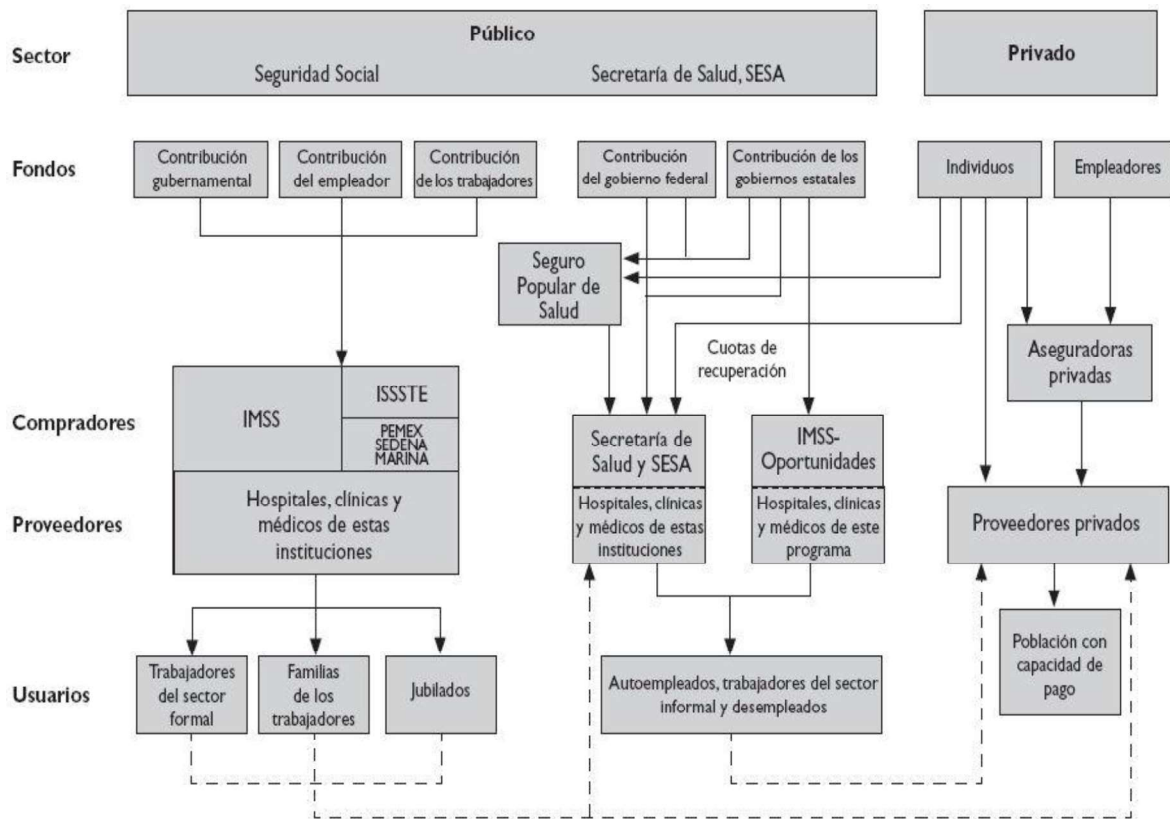 Sector
Público
Seguridad Social
Secretaría de Salud, SESA
Privado
Fondos
Contribución
gubernamental
Contribución
del empleador
Contribución
de los trabajadores
Contribución
del gobierno federal
Contribución de los
gobiernos estatales
Individuos
Empleadores
Seguro
Popular de
Salud
Cuotas de
recuperación
Aseguradoras
privadas
Compradores
IMSS
ISSSTE
PEMEX
SEDENA
MARINA
Secretaría de
Salud y SESA
IMSS-
Oportunidades
Proveedores
Hospitales, clínicas y
médicos de estas
instituciones
Hospitales, clínicas
y médicos de estas
instituciones
Hospitales, clínicas
y médicos de este
programa
Proveedores privados
Usuarios
Trabajadores
del sector
formal
Familias
de los
trabajadores
Jubilados
Autoempleados, trabajadores del sector
informal y desempleados
Población con
capacidad de
pago